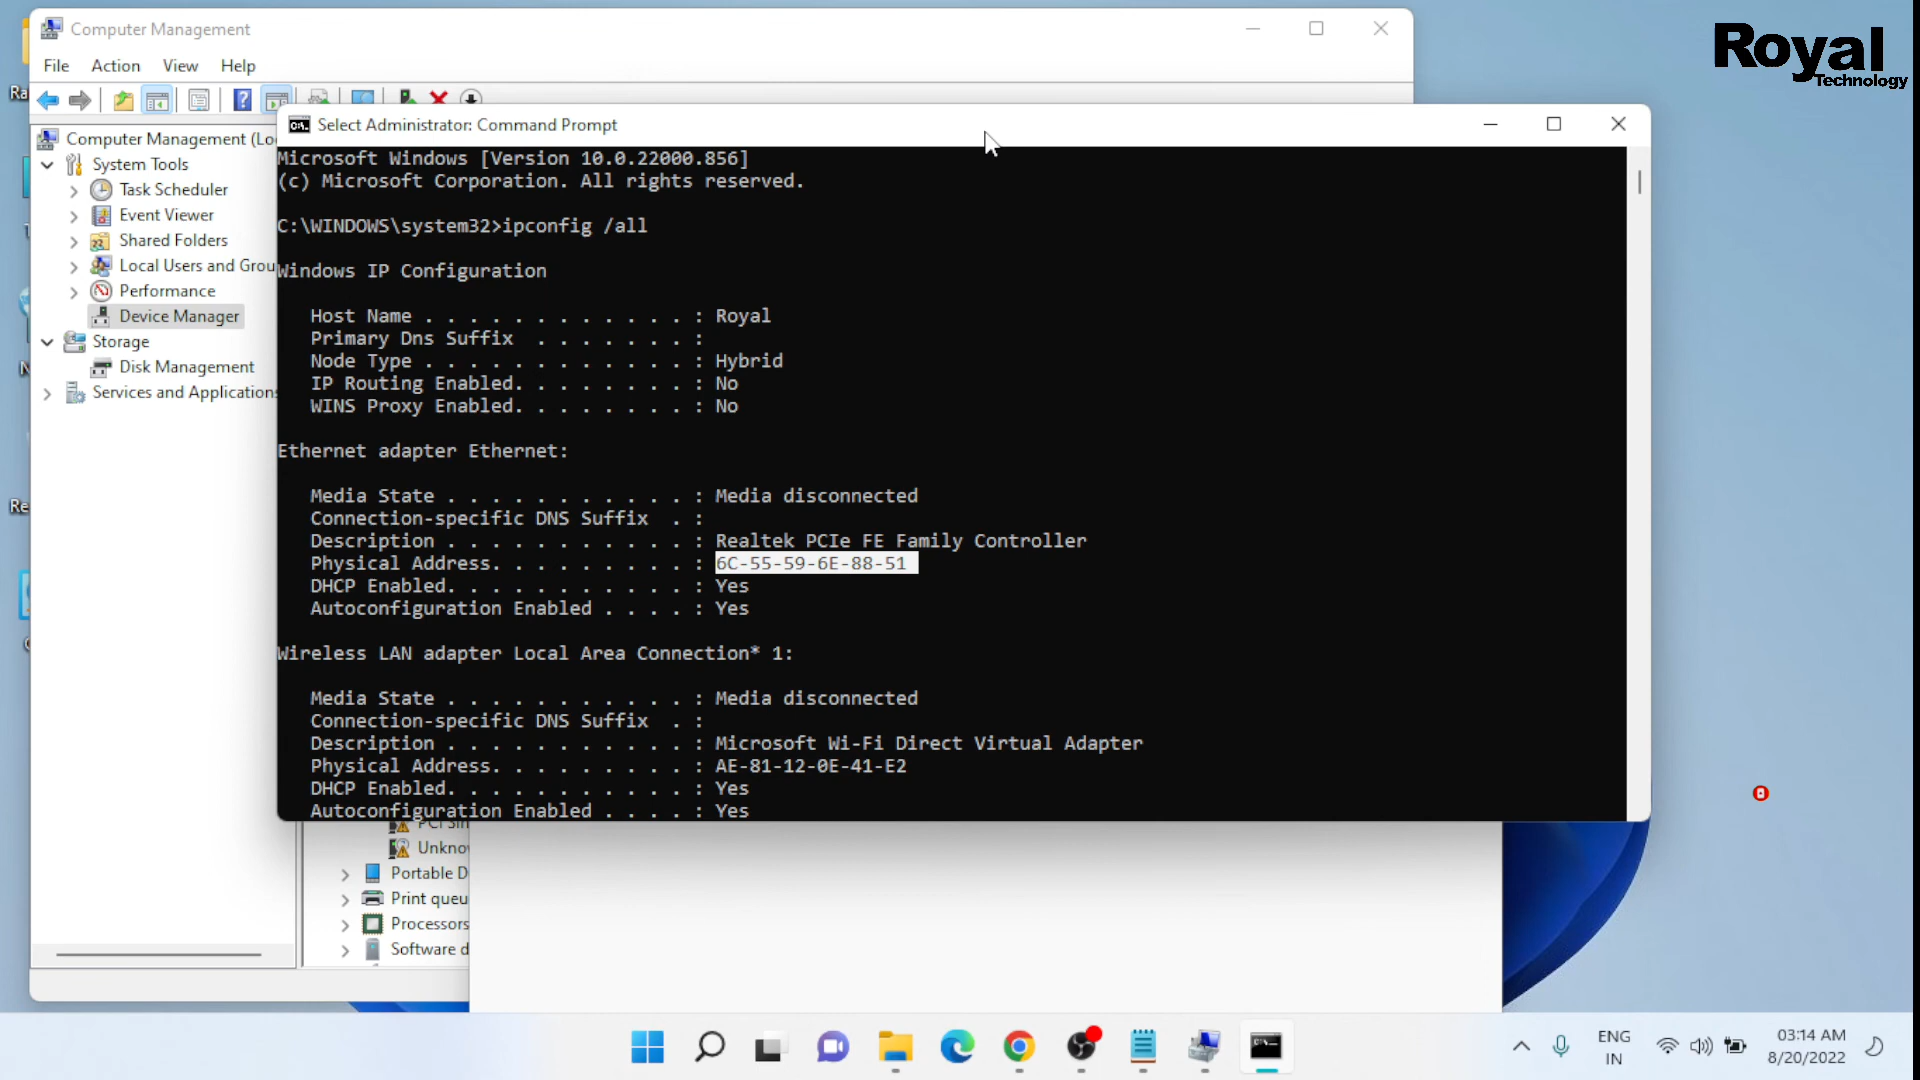 Computer Management
File Action View Help
Royal
Technology
Computer Management (Lo
System Tools
Task Scheduler
Event Viewer
Shared Folders
Local Users and Grou
Performance
Device Manager
Storage
Disk Management
Services and Applications
Select Administrator: Command Prompt
Microsoft Windows [Version 10.0.22000.856]
(c) Microsoft Corporation. All rights reserved.
C:\WINDOWS\system32>ipconfig /all
Windows IP Configuration
Host Name . . . . . . . . . . . . : Royal
Primary Dns Suffix . . . . . . . :
Node Type . . . . . . . . . . . . : Hybrid
IP Routing Enabled. . . . . . . . : No
WINS Proxy Enabled. . . . . . . . : No
Ethernet adapter Ethernet:
Media State . . . . . . . . . . . : Media disconnected
Connection-specific DNS Suffix . :
Description . . . . . . . . . . . : Realtek PCIe FE Family Controller
Physical Address. . . . . . . . . : 6C-55-59-6E-88-51
DHCP Enabled. . . . . . . . . . . : Yes
Autoconfiguration Enabled . . . . : Yes
Wireless LAN adapter Local Area Connection* 1:
Media State . . . . . . . . . . . : Media disconnected
Connection-specific DNS Suffix . :
Description . . . . . . . . . . . : Microsoft Wi-Fi Direct Virtual Adapter
Physical Address. . . . . . . . . : AE-81-12-0E-41-E2
DHCP Enabled. . . . . . . . . . . : Yes
Autoconfiguration Enabled . . . . : Yes
PCI Sim
Unkno
Portable D
Print queu
Processors
Software d
Ra
Re
ENG
IN
03:14 AM
8/20/2022